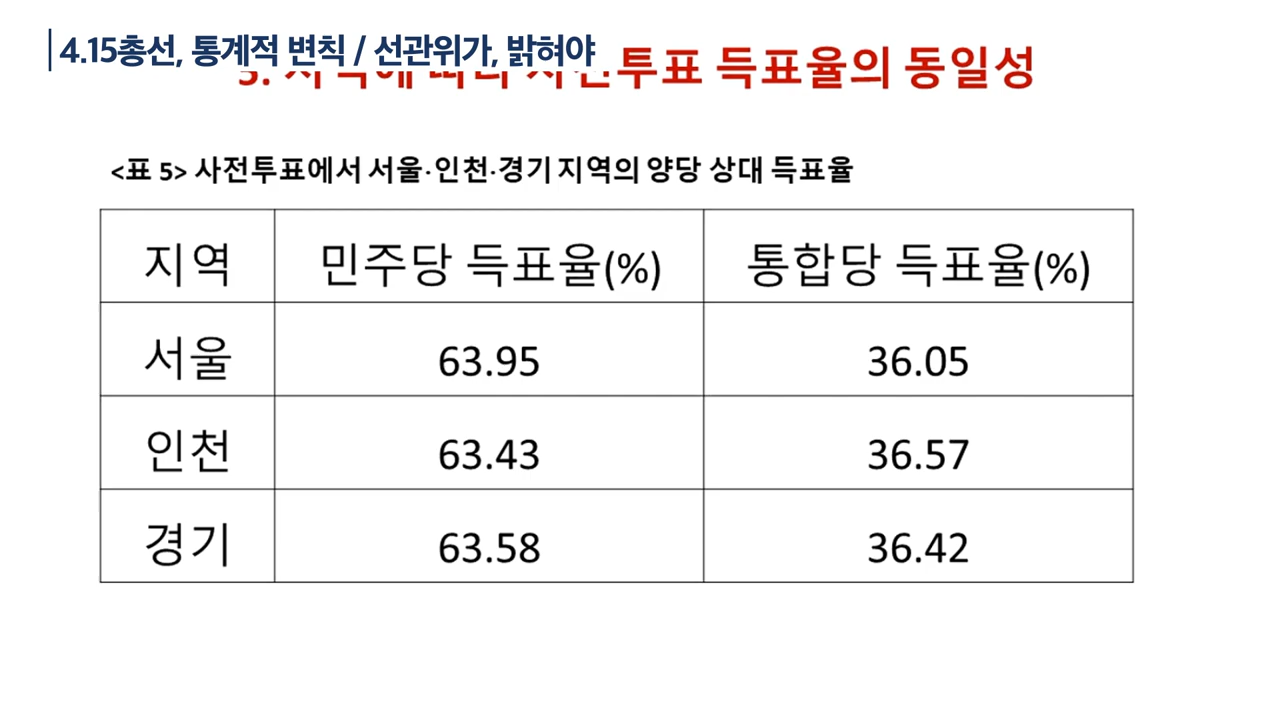 4.15총선, 통계적 변칙 / 선관위가, 밝혀야
투표 득표율의 동일성
<표 5> 사전투표에서 서울·인천·경기 지역의 양당 상대 득표율
지역 민주당 득표율(%) 통합당 득표율(%)
서울 63.95 36.05
인천 63.43 36.57
경기 63.58 36.42